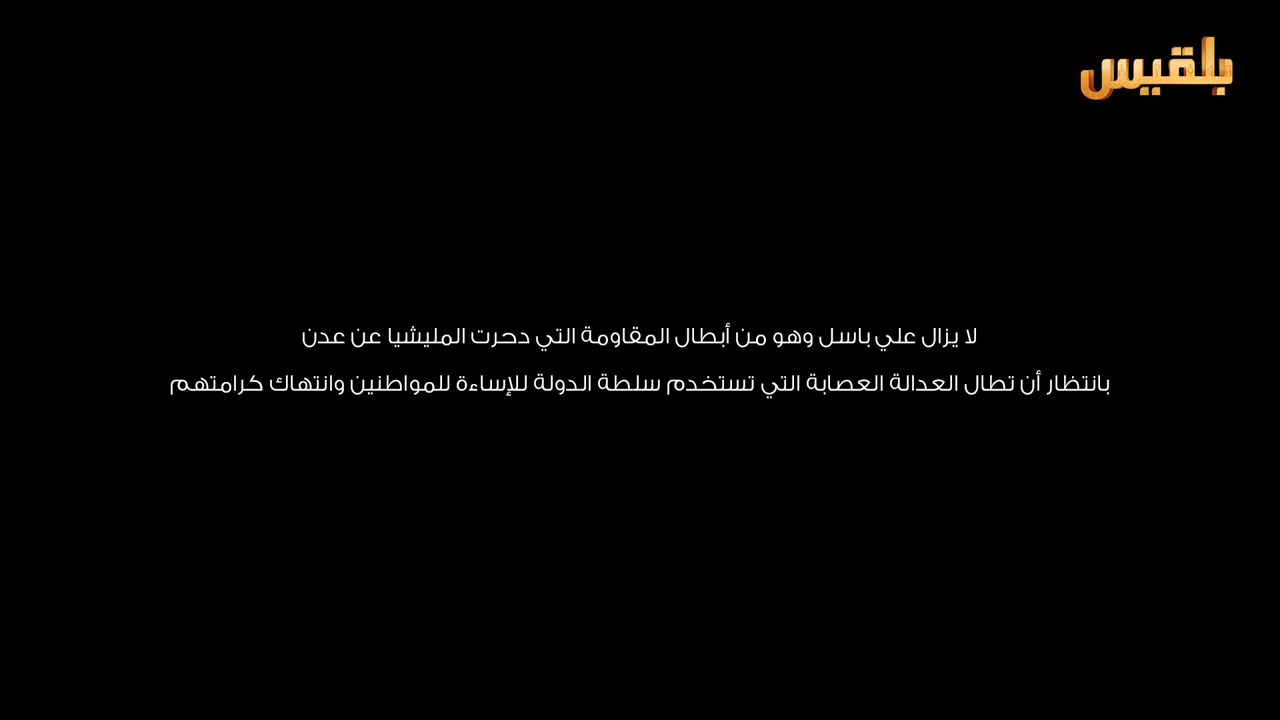 بلقيس
لا يزال علي باسل وهو من أبطال المقاومة التي دحرت المليشيا عن عدن
بانتظار أن تطال العدالة العصابة التي تستخدم سلطة الدولة للإساءة للمواطنين وانتهاك كرامتهم